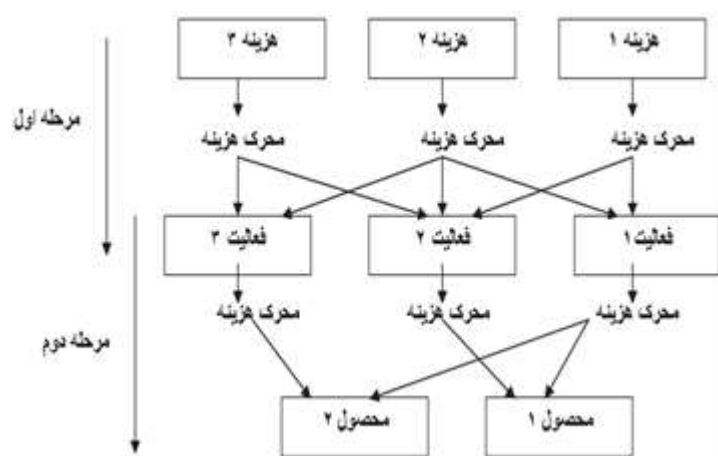 هزینه ۱
هزینه ۲
هزینه ۳
مرحله اول
محرک هزینه
محرک هزینه
محرک هزینه
فعالیت ۱
فعالیت ۲
فعالیت ۳
محرک هزینه
محرک هزینه
محرک هزینه
مرحله دوم
محصول ۱
محصول ۲